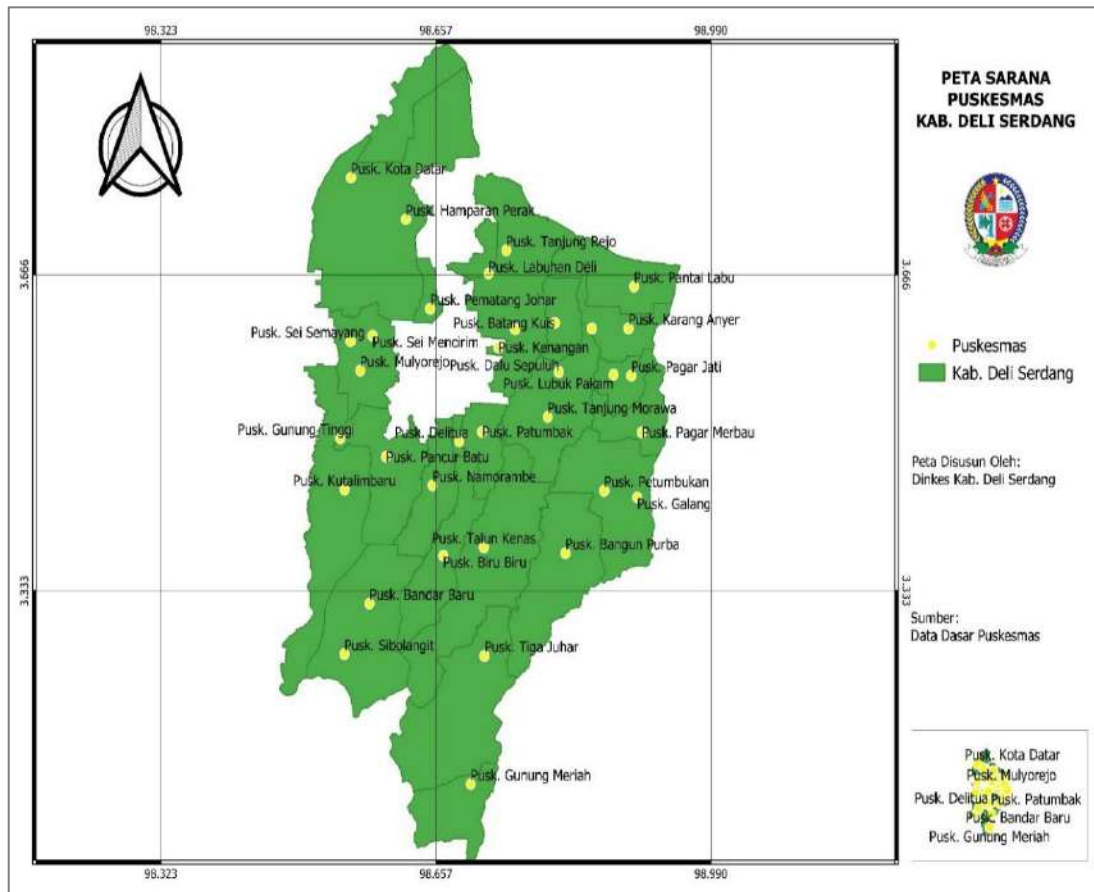 98.323 98.657 98.990
PETA SARANA
PUSKESMAS
KAB. DELI SERDANG
Pusk. Kota Datar
Pusk. Hamparan Perak
Pusk. Tanjung Rejo
3.666 Pusk. Labuhan Deli 3.666
Pusk. Pantai Labu
Pusk. Pematang Johar
Pusk. Batang Kuis Pusk. Karang Anyer
Pusk. Sei Semayang
Pusk. Sei Mencirim Pusk. Kenangan
Puskesmas
Pusk. Mulyorejo Pusk. Dalu Sepuluh Pusk. Pagar Jati
Kab. Deli Serdang
Pusk. Lubuk Pakam
Pusk. Tanjung Morawa
Pusk. Gunung Tinggi Pusk. Delitua Pusk. Patumbak Pusk. Pagar Merbau
Pusk. Pancur Batu
Peta Disusun Oleh:
Dinkes Kab. Deli Serdang
Pusk. Kutalimbaru Pusk. Namorambe Pusk. Petumbukan
Pusk. Galang
Pusk. Talun Kenas Pusk. Bangun Purba
Pusk. Biru Biru
3.333 3.333
Pusk. Bandar Baru
Sumber:
Data Dasar Puskesmas
Pusk. Sibolangit Pusk. Tiga Juhar
Pusk. Gunung Meriah
Pusk. Kota Datar
Pusk. Mulyorejo
Pusk. Delitua Pusk. Patumbak
Pusk. Bandar Baru
Pusk. Gunung Meriah
98.323 98.657 98.990